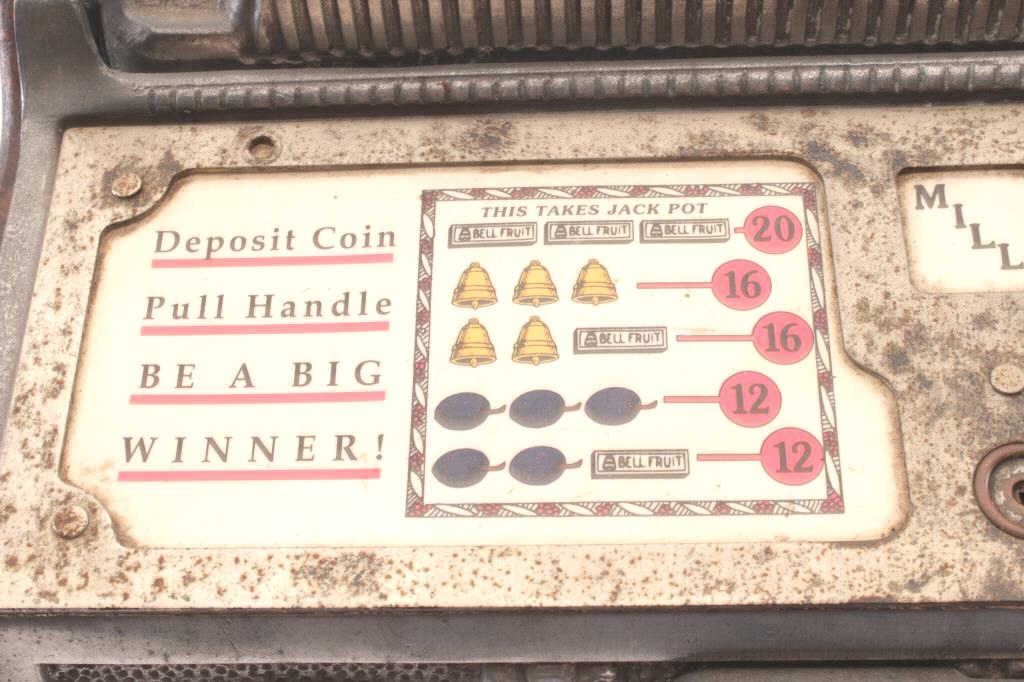 Deposit Coin
Pull Handle
BE A BIG
WINNER!
THIS TAKES JACK POT
BELL FRUIT BELL FRUIT BELL FRUIT 20
16
BELL FRUIT 16
12
BELL FRUIT 12
MILL